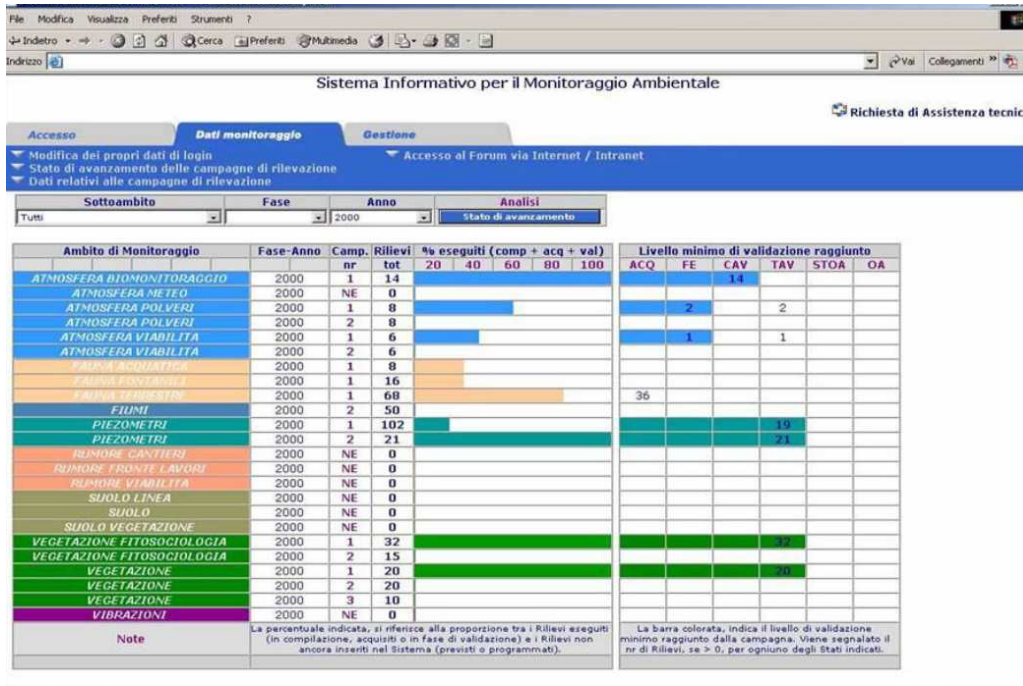 File Modifica Visualizza Preferiti Strumenti ?
Indietro Cerca Preferiti Multimedia
Indirizzo Vai Collegamenti »
Sistema Informativo per il Monitoraggio Ambientale
Richiesta di Assistenza tecnic
Accesso Dati monitoraggio Gestione
Modifica dei propri dati di login Accesso al Forum via Internet / Intranet
Stato di avanzamento delle campagne di rilevazione
Dati relativi alle campagne di rilevazione
Sottoambito Fase Anno Analisi
Tutti 2000 Stato di avanzamento
Ambito di Monitoraggio Fase-Anno Camp. Rilievi % eseguiti (comp + acq + val) Livello minimo di validazione raggiunto
nr tot 20 40 60 80 100 ACQ FE CAV TAV STOA OA
ATMOSFERA BIOMONITORAGGIO 2000 1 14 14
ATMOSFERA METEO 2000 NE 0
ATMOSFERA POLVERI 2000 1 8 2 2
ATMOSFERA POLVERI 2000 2 8
ATMOSFERA VIABILITA 2000 1 6 1 1
ATMOSFERA VIABILITA 2000 2 6
FAUNA ACQUATICA 2000 1 8
FAUNA FONTANILI 2000 1 16
FAUNA TERRESTRE 2000 1 68 36
FIUMI 2000 2 50
PIEZOMETRI 2000 1 102 19
PIEZOMETRI 2000 2 21 21
RUMORE CANTIERI 2000 NE 0
RUMORE FRONTE LAVORI 2000 NE 0
RUMORE VIABILITA 2000 NE 0
SUOLO LINEA 2000 NE 0
SUOLO 2000 NE 0
SUOLO VEGETAZIONE 2000 NE 0
VEGETAZIONE FITOSOCIOLOGIA 2000 1 32 32
VEGETAZIONE FITOSOCIOLOGIA 2000 2 15
VEGETAZIONE 2000 1 20 20
VEGETAZIONE 2000 2 20
VEGETAZIONE 2000 3 10
VIBRAZIONI 2000 NE 0
Note
La percentuale indicata, si riferisce alla proporzione tra i Rilievi eseguiti
(in compilazione, acquisiti o in fase di validazione) e i Rilievi non
ancora inseriti nel Sistema (previsti o programmati).
La barra colorata, indica il livello di validazione
minimo raggiunto dalla campagna. Viene segnalato il
nr di Rilievi, se > 0, per ogniuno degli Stati indicati.